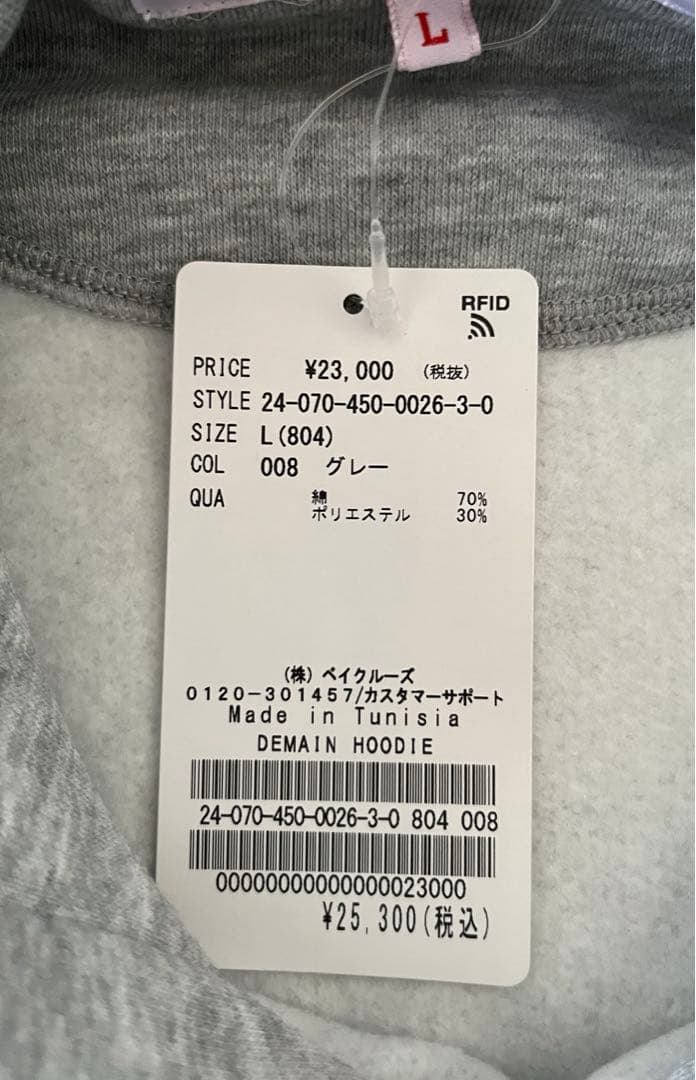 L
RFID
PRICE ¥23,000 (税抜)
STYLE 24-070-450-0026-3-0
SIZE L(804)
COL 008 グレー
QUA 綿 70%
ポリエステル 30%
(株) ベイクルーズ
0120-301457/カスタマーサポート
Made in Tunisia
DEMAIN HOODIE
24-070-450-0026-3-0 804 008
00000000000000023000
¥25,300(税込)